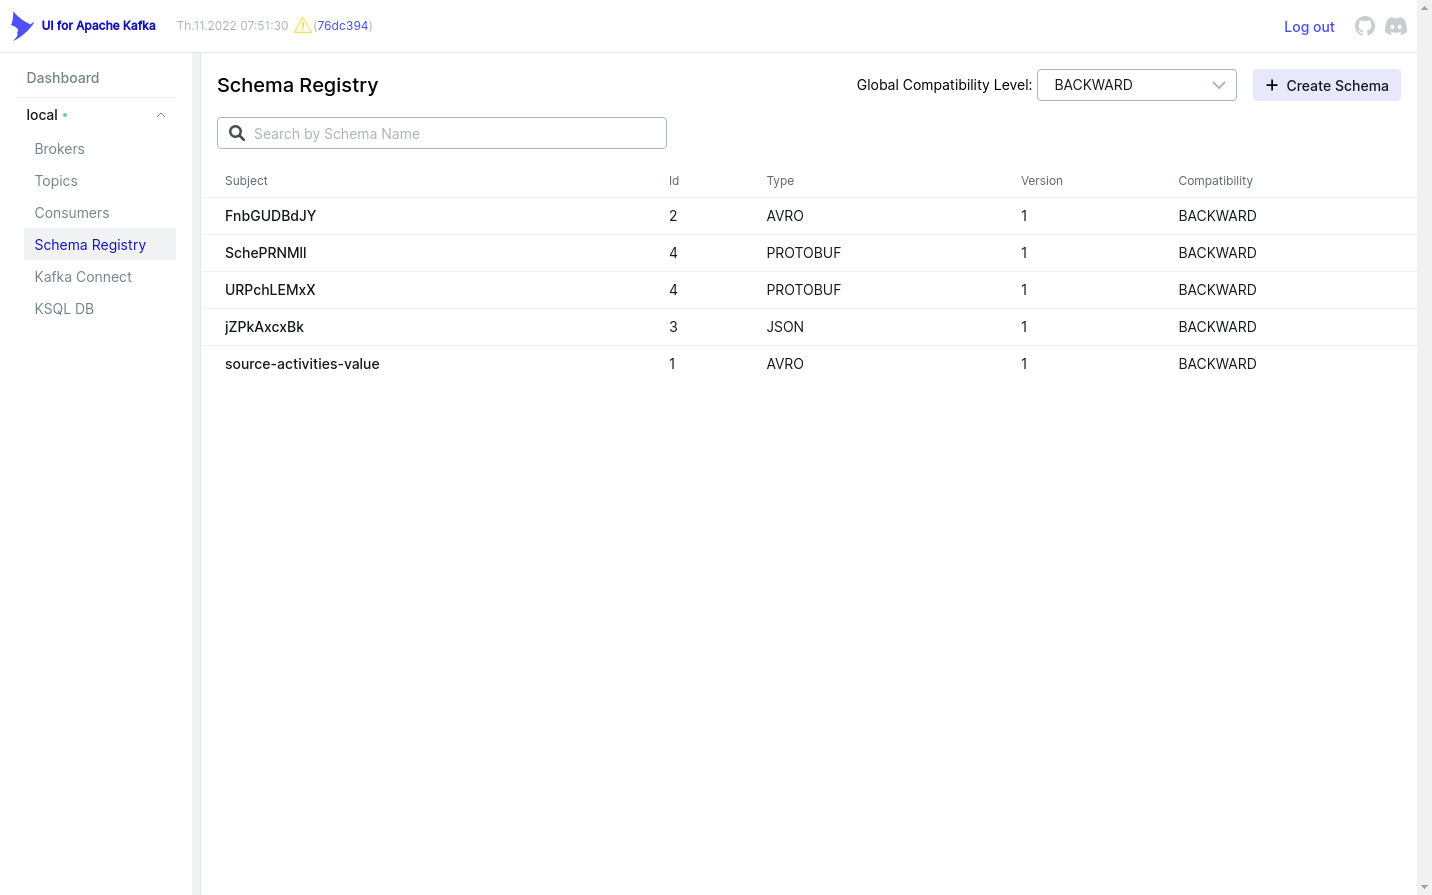 UI for Apache Kafka Th.11.2022 07:51:30 (76dc394) Log out
Dashboard
local
Brokers
Topics
Consumers
Schema Registry
Kafka Connect
KSQL DB
Schema Registry Global Compatibility Level: BACKWARD Create Schema
Search by Schema Name
Subject Id Type Version Compatibility
FnbGUDBdJY 2 AVRO 1 BACKWARD
SchePRNMll 4 PROTOBUF 1 BACKWARD
URPchLEMxX 4 PROTOBUF 1 BACKWARD
jZPkAxcxBk 3 JSON 1 BACKWARD
source-activities-value 1 AVRO 1 BACKWARD